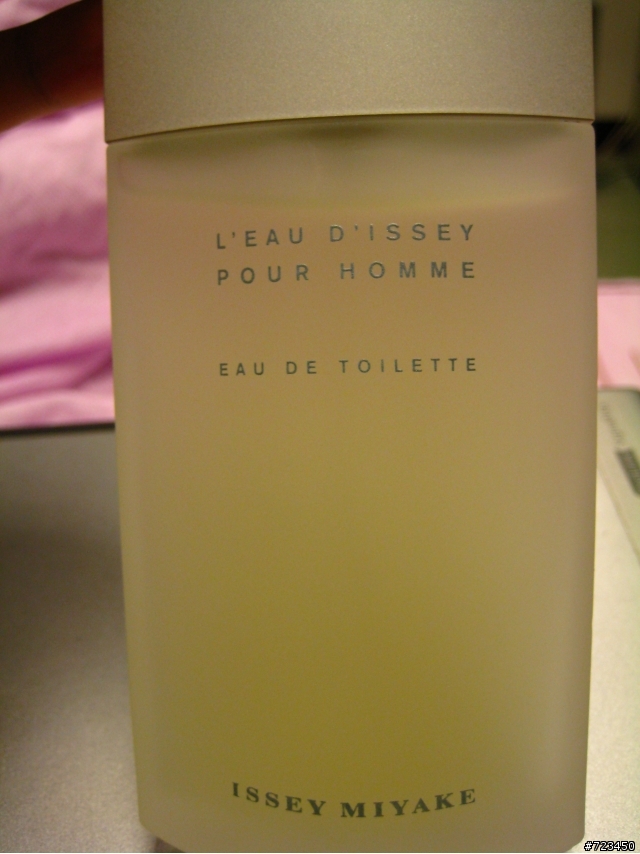 L'EAU D'ISSEY
POUR HOMME
EAU DE TOILETTE
ISSEY MIYAKE
#723450